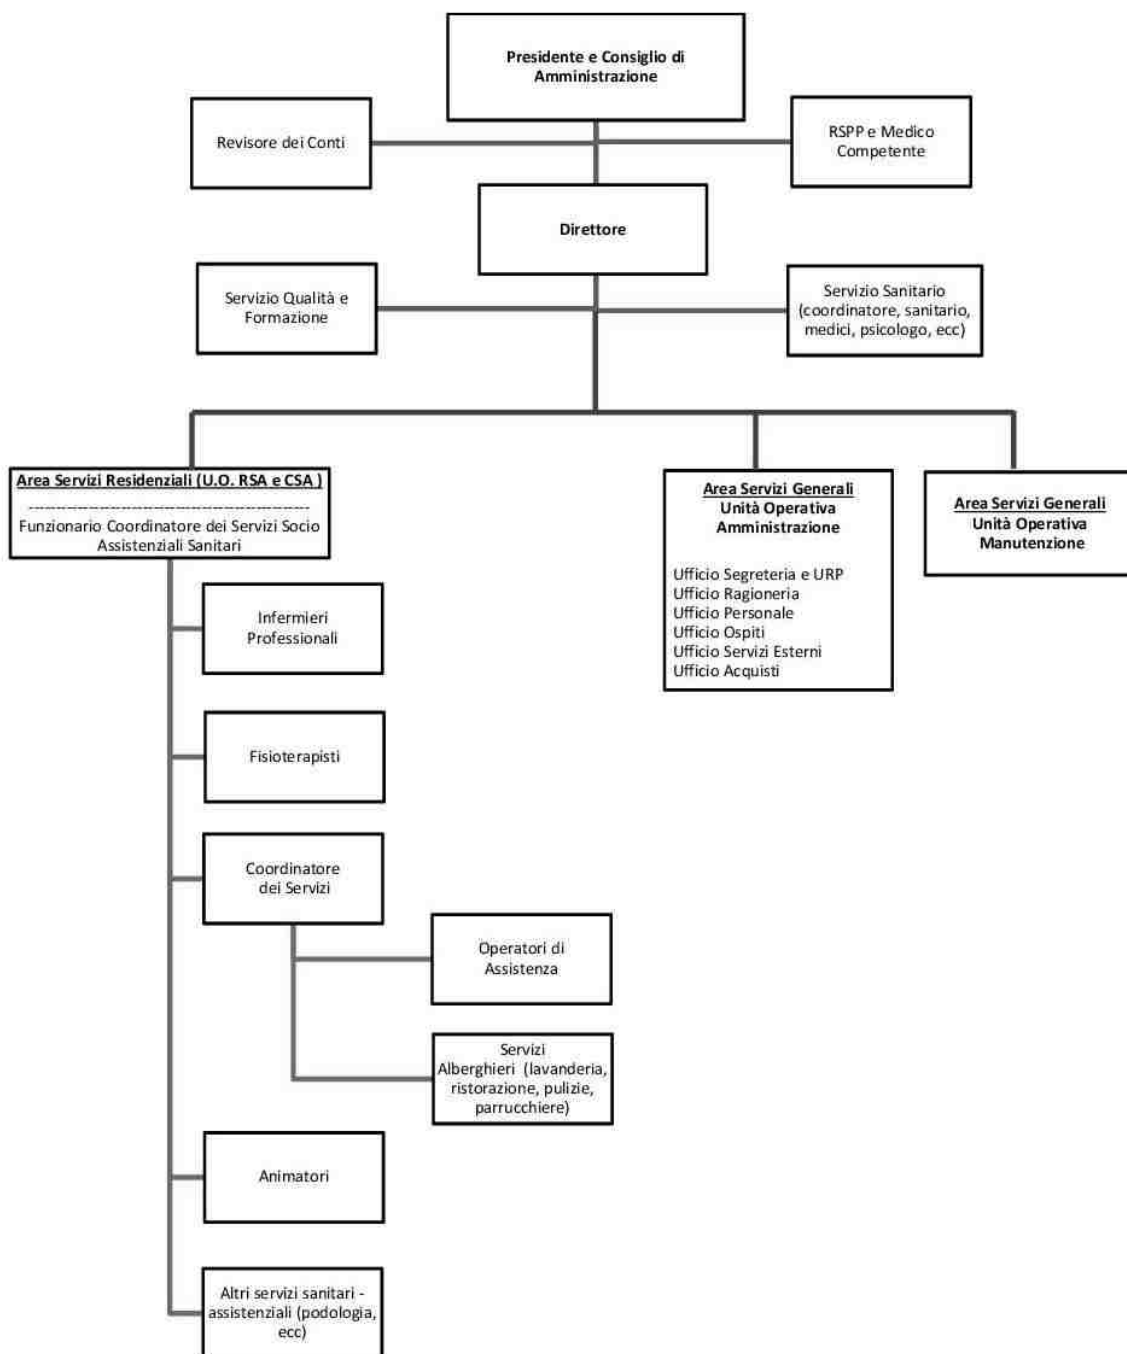 Presidente e Consiglio di
Amministrazione
Revisore dei Conti
RSPP e Medico
Competente
Direttore
Servizio Qualità e
Formazione
Servizio Sanitario
(coordinatore, sanitario,
medici, psicologo, ecc)
Area Servizi Residenziali (U.O. RSA e CSA )
--------------------------------------------------
Funzionario Coordinatore dei Servizi Socio
Assistenziali Sanitari
Area Servizi Generali
Unità Operativa
Amministrazione
Ufficio Segreteria e URP
Ufficio Ragioneria
Ufficio Personale
Ufficio Ospiti
Ufficio Servizi Esterni
Ufficio Acquisti
Area Servizi Generali
Unità Operativa
Manutenzione
Infermieri
Professionali
Fisioterapisti
Coordinatore
dei Servizi
Operatori di
Assistenza
Servizi
Alberghieri (lavanderia,
ristorazione, pulizie,
parrucchiere)
Animatori
Altri servizi sanitari -
assistenziali (podologia,
ecc)